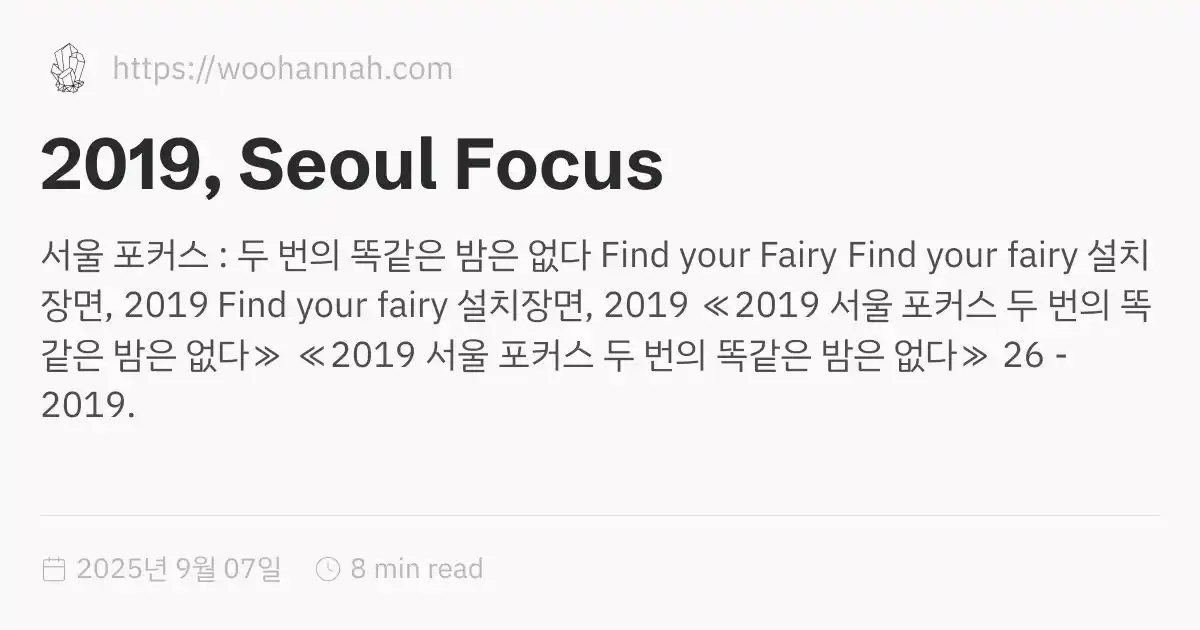 https://woohannah.com
2019, Seoul Focus
서울 포커스 : 두 번의 똑같은 밤은 없다 Find your Fairy Find your fairy 설치
장면, 2019 Find your fairy 설치장면, 2019 ≪2019 서울 포커스 두 번의 똑
같은 밤은 없다≫ ≪2019 서울 포커스 두 번의 똑같은 밤은 없다≫ 26 -
2019.
2025년 9월 07일 8 min read